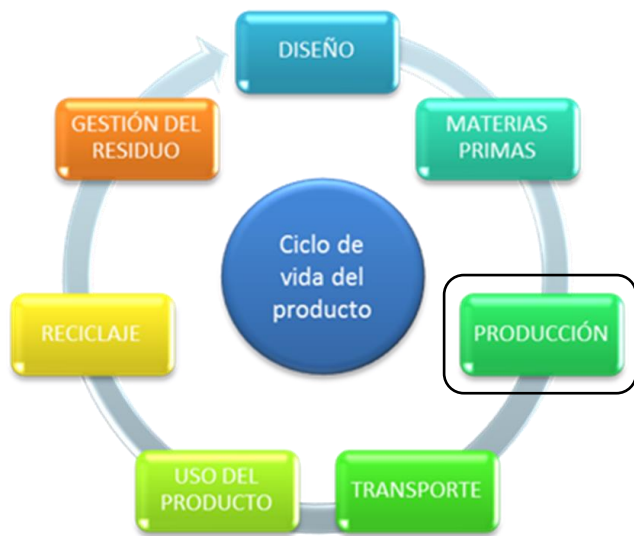 DISEÑO
MATERIAS
PRIMAS
PRODUCCIÓN
TRANSPORTE
USO DEL
PRODUCTO
RECICLAJE
GESTIÓN DEL
RESIDUO
Ciclo de
vida del
producto